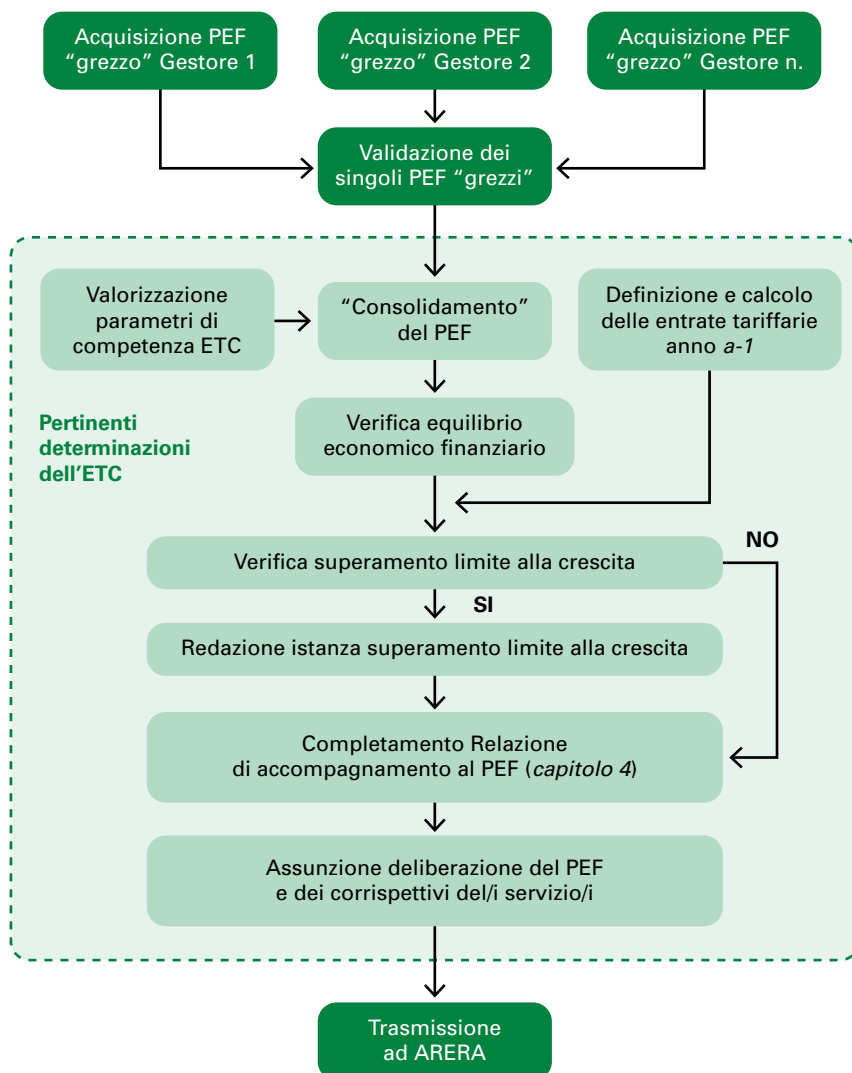 Acquisizione PEF
“grezzo” Gestore 1
Acquisizione PEF
“grezzo” Gestore 2
Acquisizione PEF
“grezzo” Gestore n.
Validazione dei
singoli PEF “grezzi”
Valorizzazione
parametri di
competenza ETC
“Consolidamento”
del PEF
Definizione e calcolo
delle entrate tariffarie
anno a-1
Pertinenti
determinazioni
dell’ETC
Verifica equilibrio
economico finanziario
Verifica superamento limite alla crescita
NO
SI
Redazione istanza superamento limite alla crescita
Completamento Relazione
di accompagnamento al PEF (capitolo 4)
Assunzione deliberazione del PEF
e dei corrispettivi del/i servizio/i
Trasmissione
ad ARERA